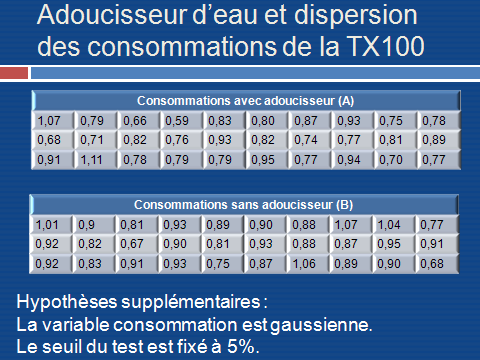 Adoucisseur d'eau et dispersion
des consommations de la TX100
Consommations avec adoucisseur (A)
1,07 0,79 0,66 0,59 0,83 0,80 0,87 0,93 0,75 0,78
0,68 0,71 0,82 0,76 0,93 0,82 0,74 0,77 0,81 0,89
0,91 1,11 0,78 0,79 0,79 0,95 0,77 0,94 0,70 0,77
Consommations sans adoucisseur (B)
1,01 0,9 0,81 0,93 0,89 0,90 0,88 1,07 1,04 0,77
0,92 0,82 0,67 0,90 0,81 0,93 0,88 0,87 0,95 0,91
0,92 0,83 0,91 0,93 0,75 0,87 1,06 0,89 0,90 0,68
Hypothèses supplémentaires :
La variable consommation est gaussienne.
Le seuil du test est fixé à 5%.